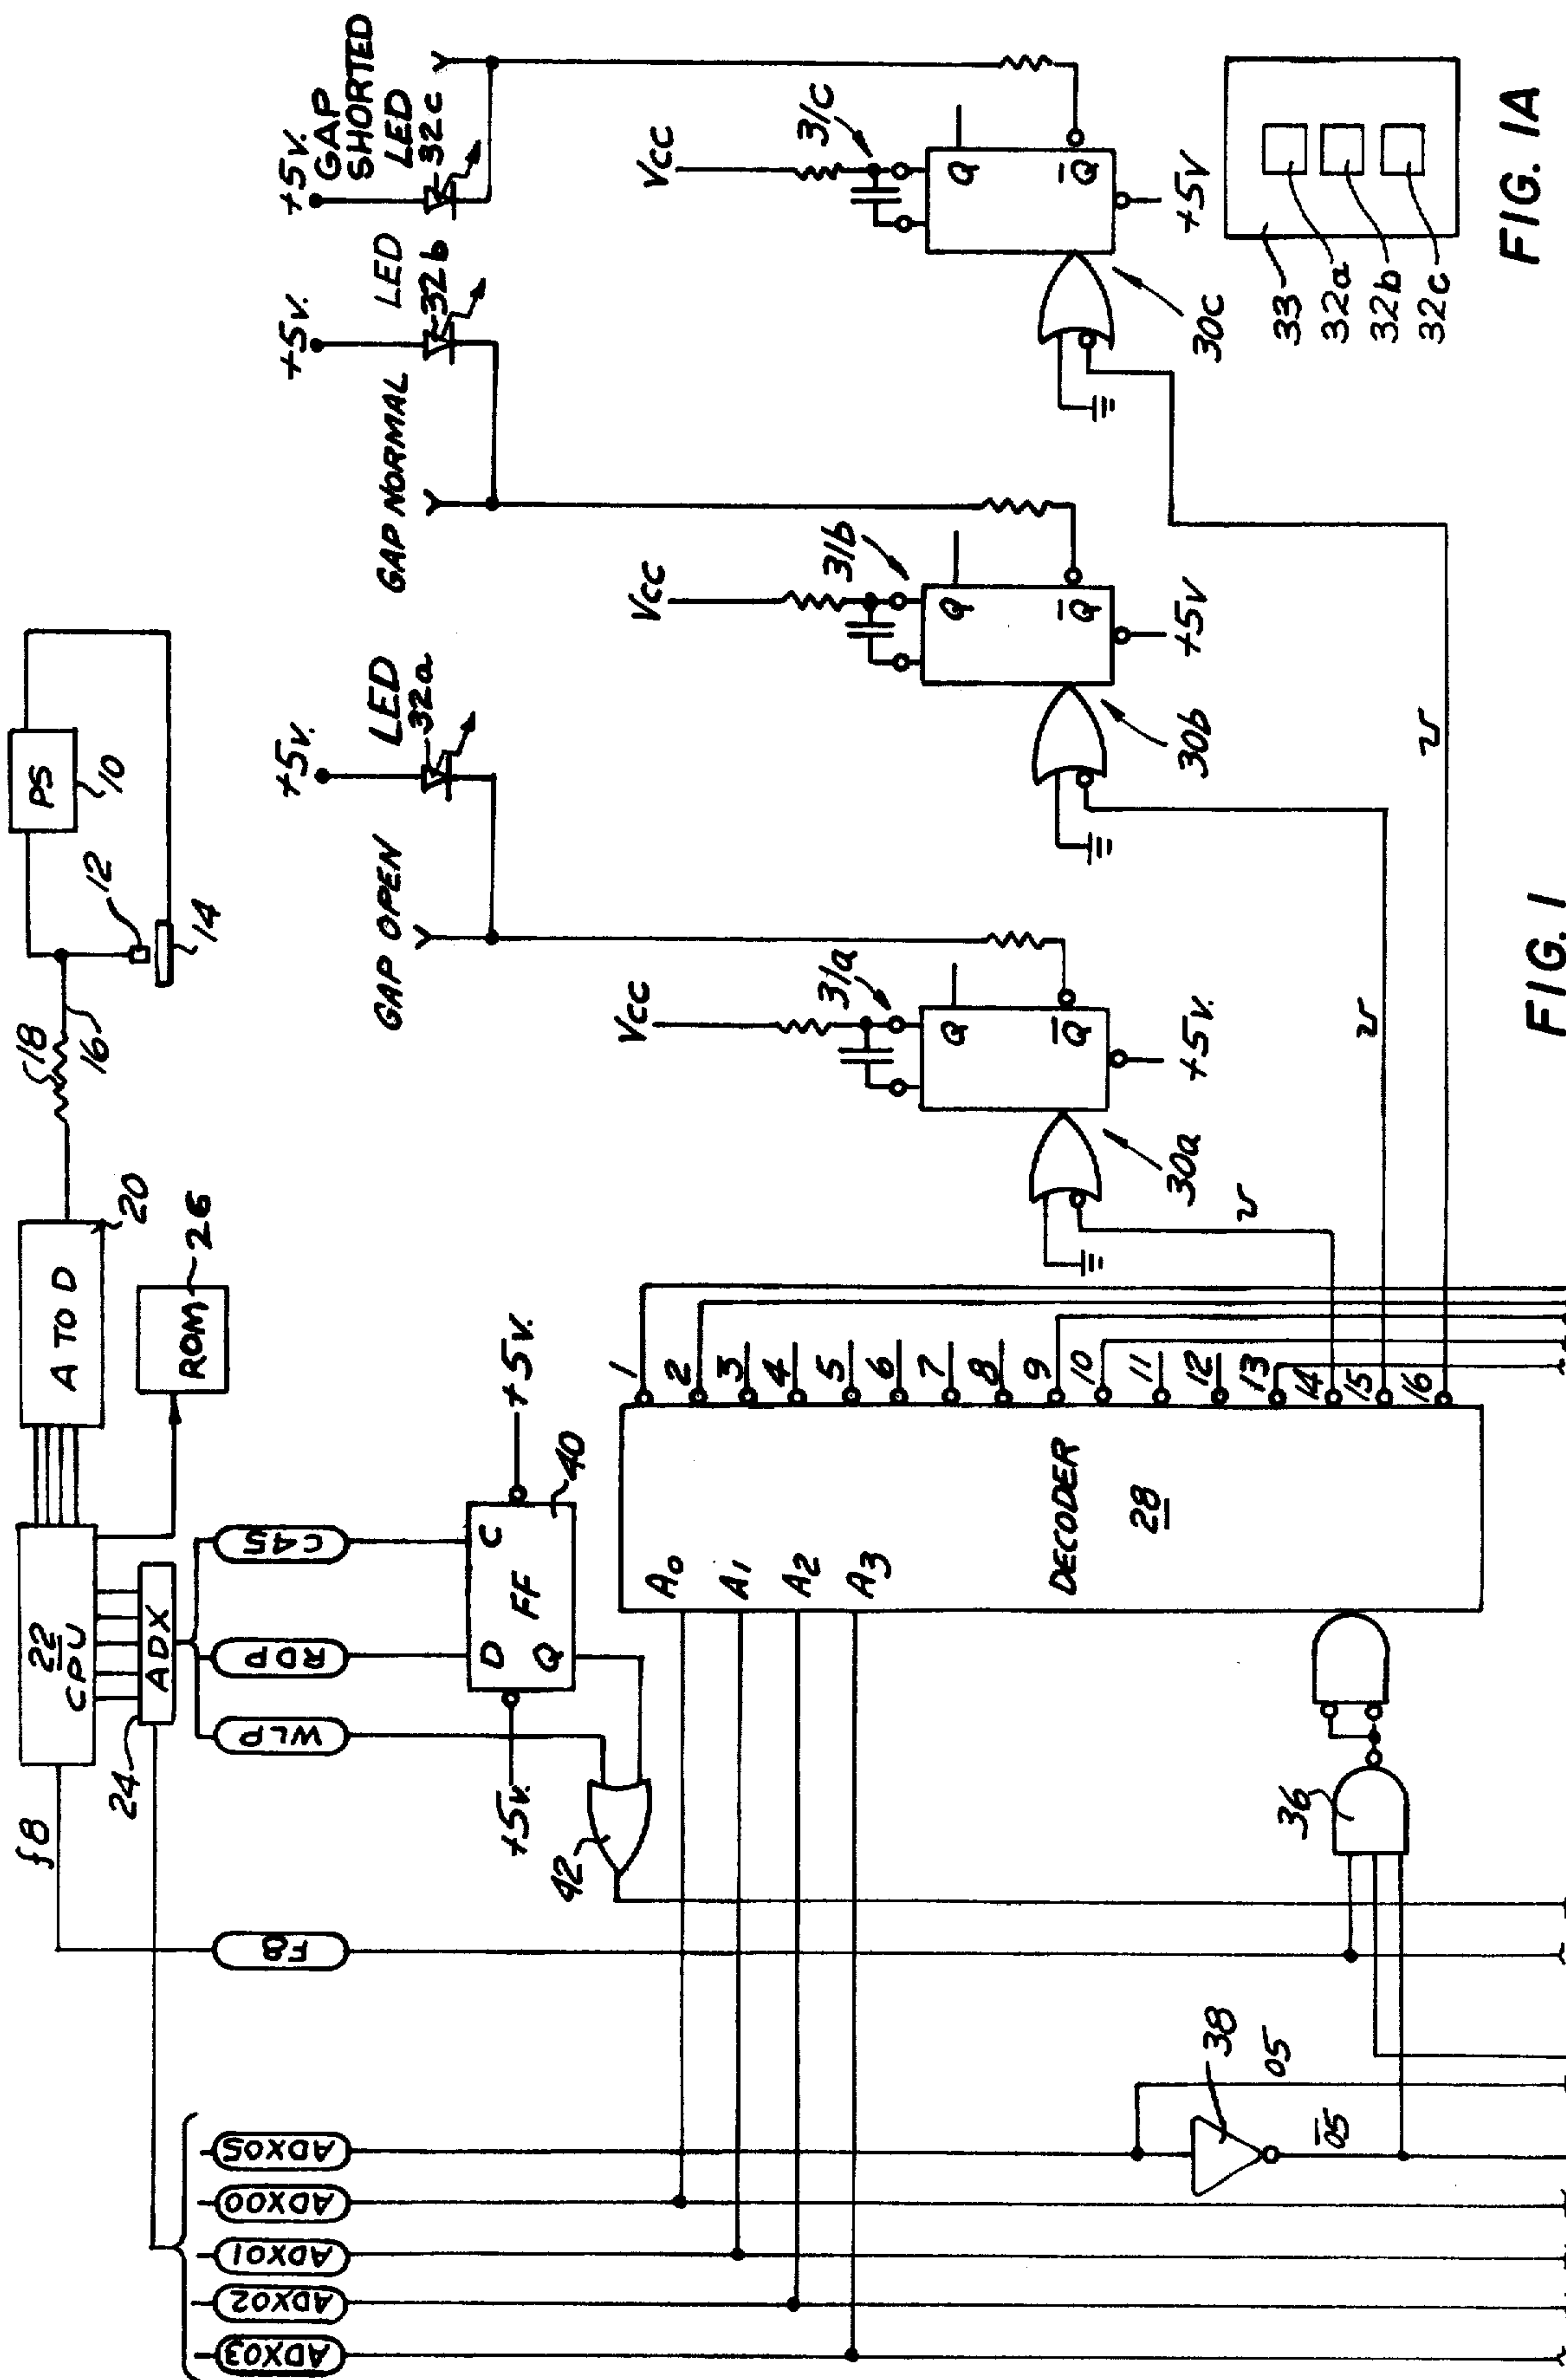 PS
10
12
14
16
18
A TO D
20
22
CPU
ADX
24
ROM
26
f8
F8
WLP
RDP
C45
D
C
FF
Q
40
+5v.
+5v.
42
ADX05
ADX00
ADX01
ADX02
ADX03
A0
A1
A2
A3
DECODER
28
1
2
3
4
5
6
7
8
9
10
11
12
13
14
15
16
36
38
05
05
GAP OPEN
+5v.
LED
32a
Vcc
31a
Q
Q
+5v.
30a
GAP NORMAL
+5v.
LED
32b
Vcc
31b
Q
Q
+5v
30b
+5v.
GAP
SHORTED
LED
32c
Vcc
31c
Q
Q
+5v
30c
33
32a
32b
32c
FIG. 1A
FIG. 1